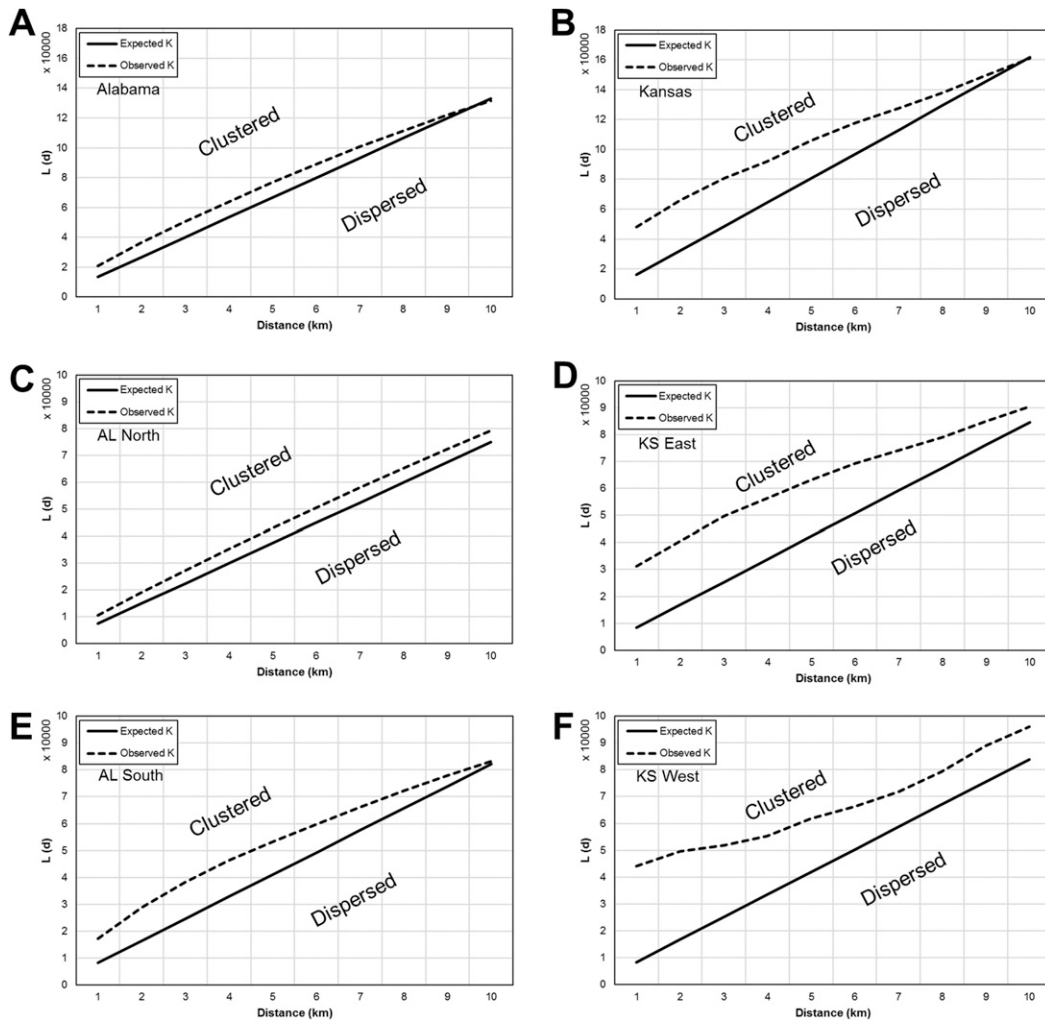 A
x 10000
L (d)
18
16
14
12
10
8
6
4
2
0
Expected K
Observed K
Alabama
Clustered
Dispersed
1 2 3 4 5 6 7 8 9 10
Distance (km)
B
x 10000
L (d)
18
16
14
12
10
8
6
4
2
0
Expected K
Observed K
Kansas
Clustered
Dispersed
1 2 3 4 5 6 7 8 9 10
Distance (km)
C
x 10000
L (d)
10
9
8
7
6
5
4
3
2
1
0
Expected K
Observed K
AL North
Clustered
Dispersed
1 2 3 4 5 6 7 8 9 10
Distance (km)
D
x 10000
L (d)
10
9
8
7
6
5
4
3
2
1
0
Expected K
Observed K
KS East
Clustered
Dispersed
1 2 3 4 5 6 7 8 9 10
Distance (km)
E
x 10000
L (d)
10
9
8
7
6
5
4
3
2
1
0
Expected K
Observed K
AL South
Clustered
Dispersed
1 2 3 4 5 6 7 8 9 10
Distance (km)
F
x 10000
L (d)
10
9
8
7
6
5
4
3
2
1
0
Expected K
Obseved K
KS West
Clustered
Dispersed
1 2 3 4 5 6 7 8 9 10
Distance (km)